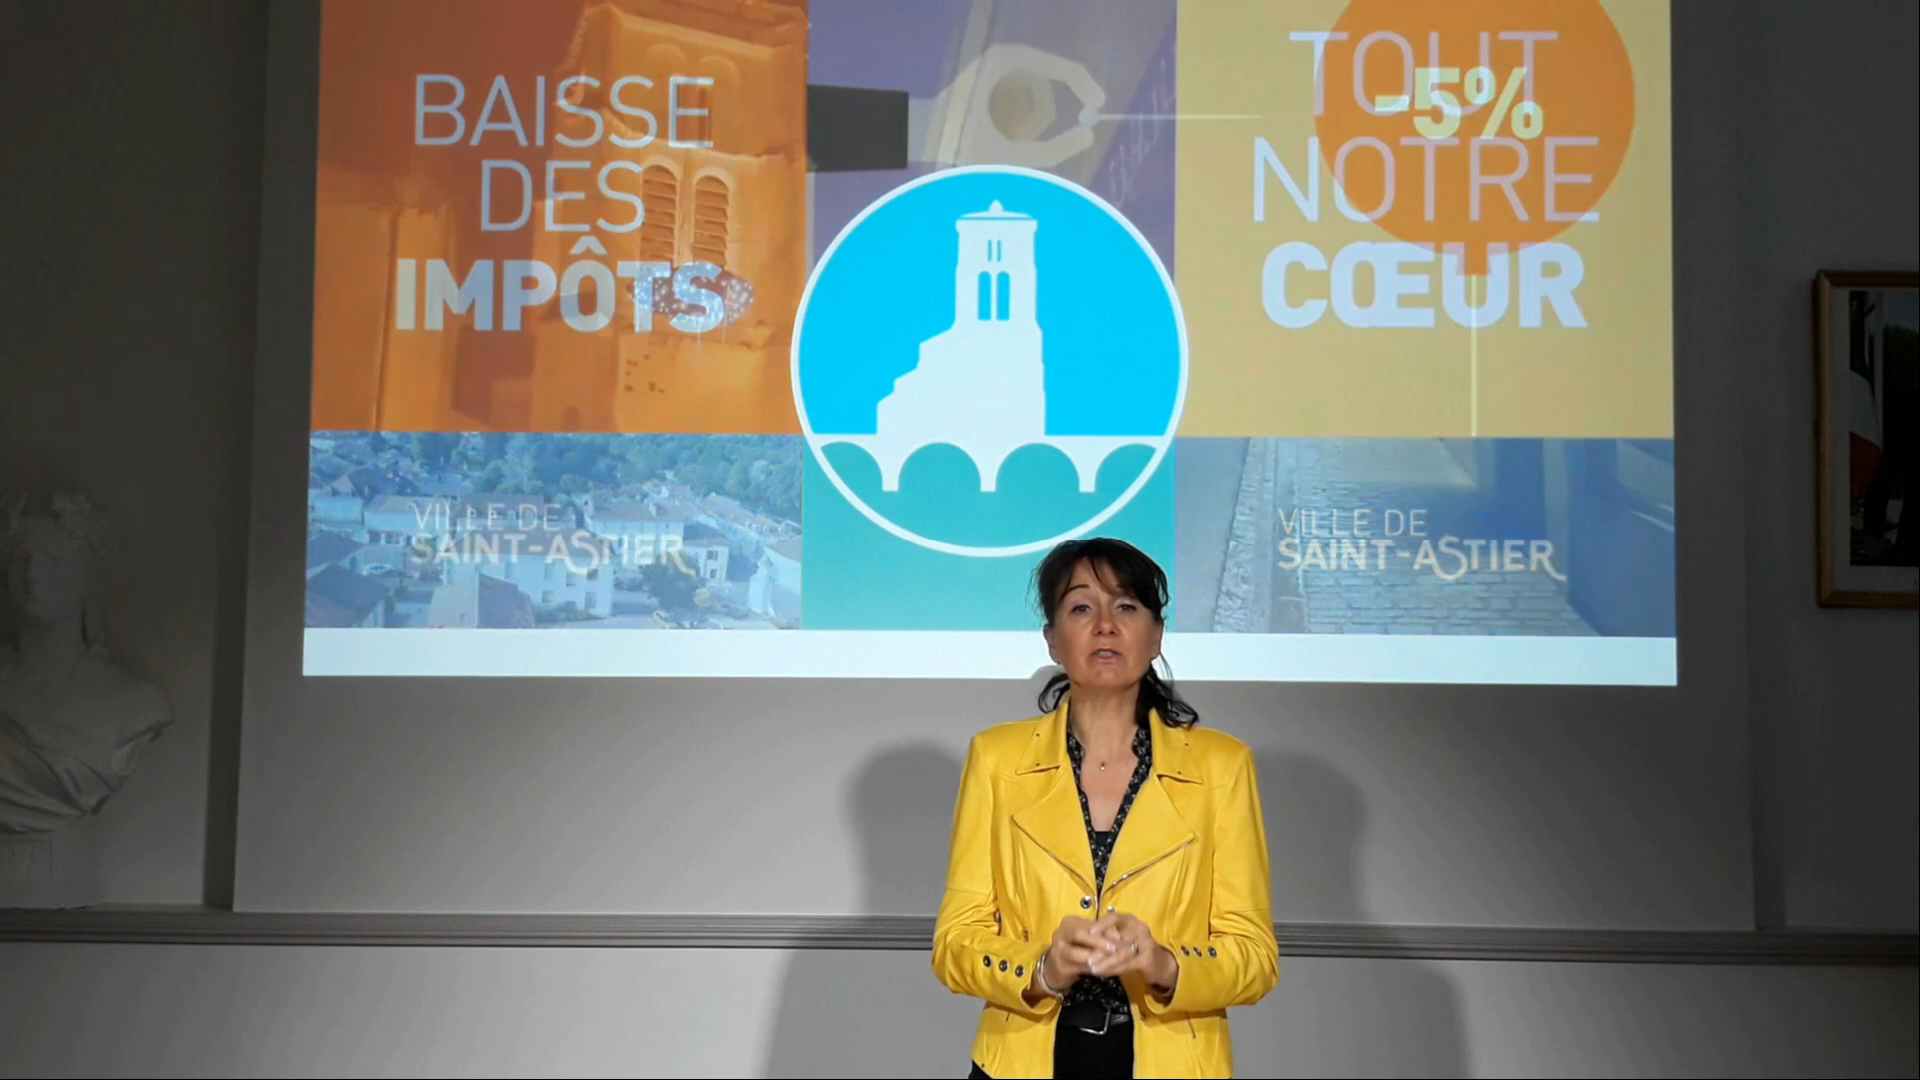 BAISSE
DES
IMPÔTS
VILLE DE
SAINT-ASTIER
TOUT
-5%
NOTRE
CŒUR
VILLE DE
SAINT-ASTIER